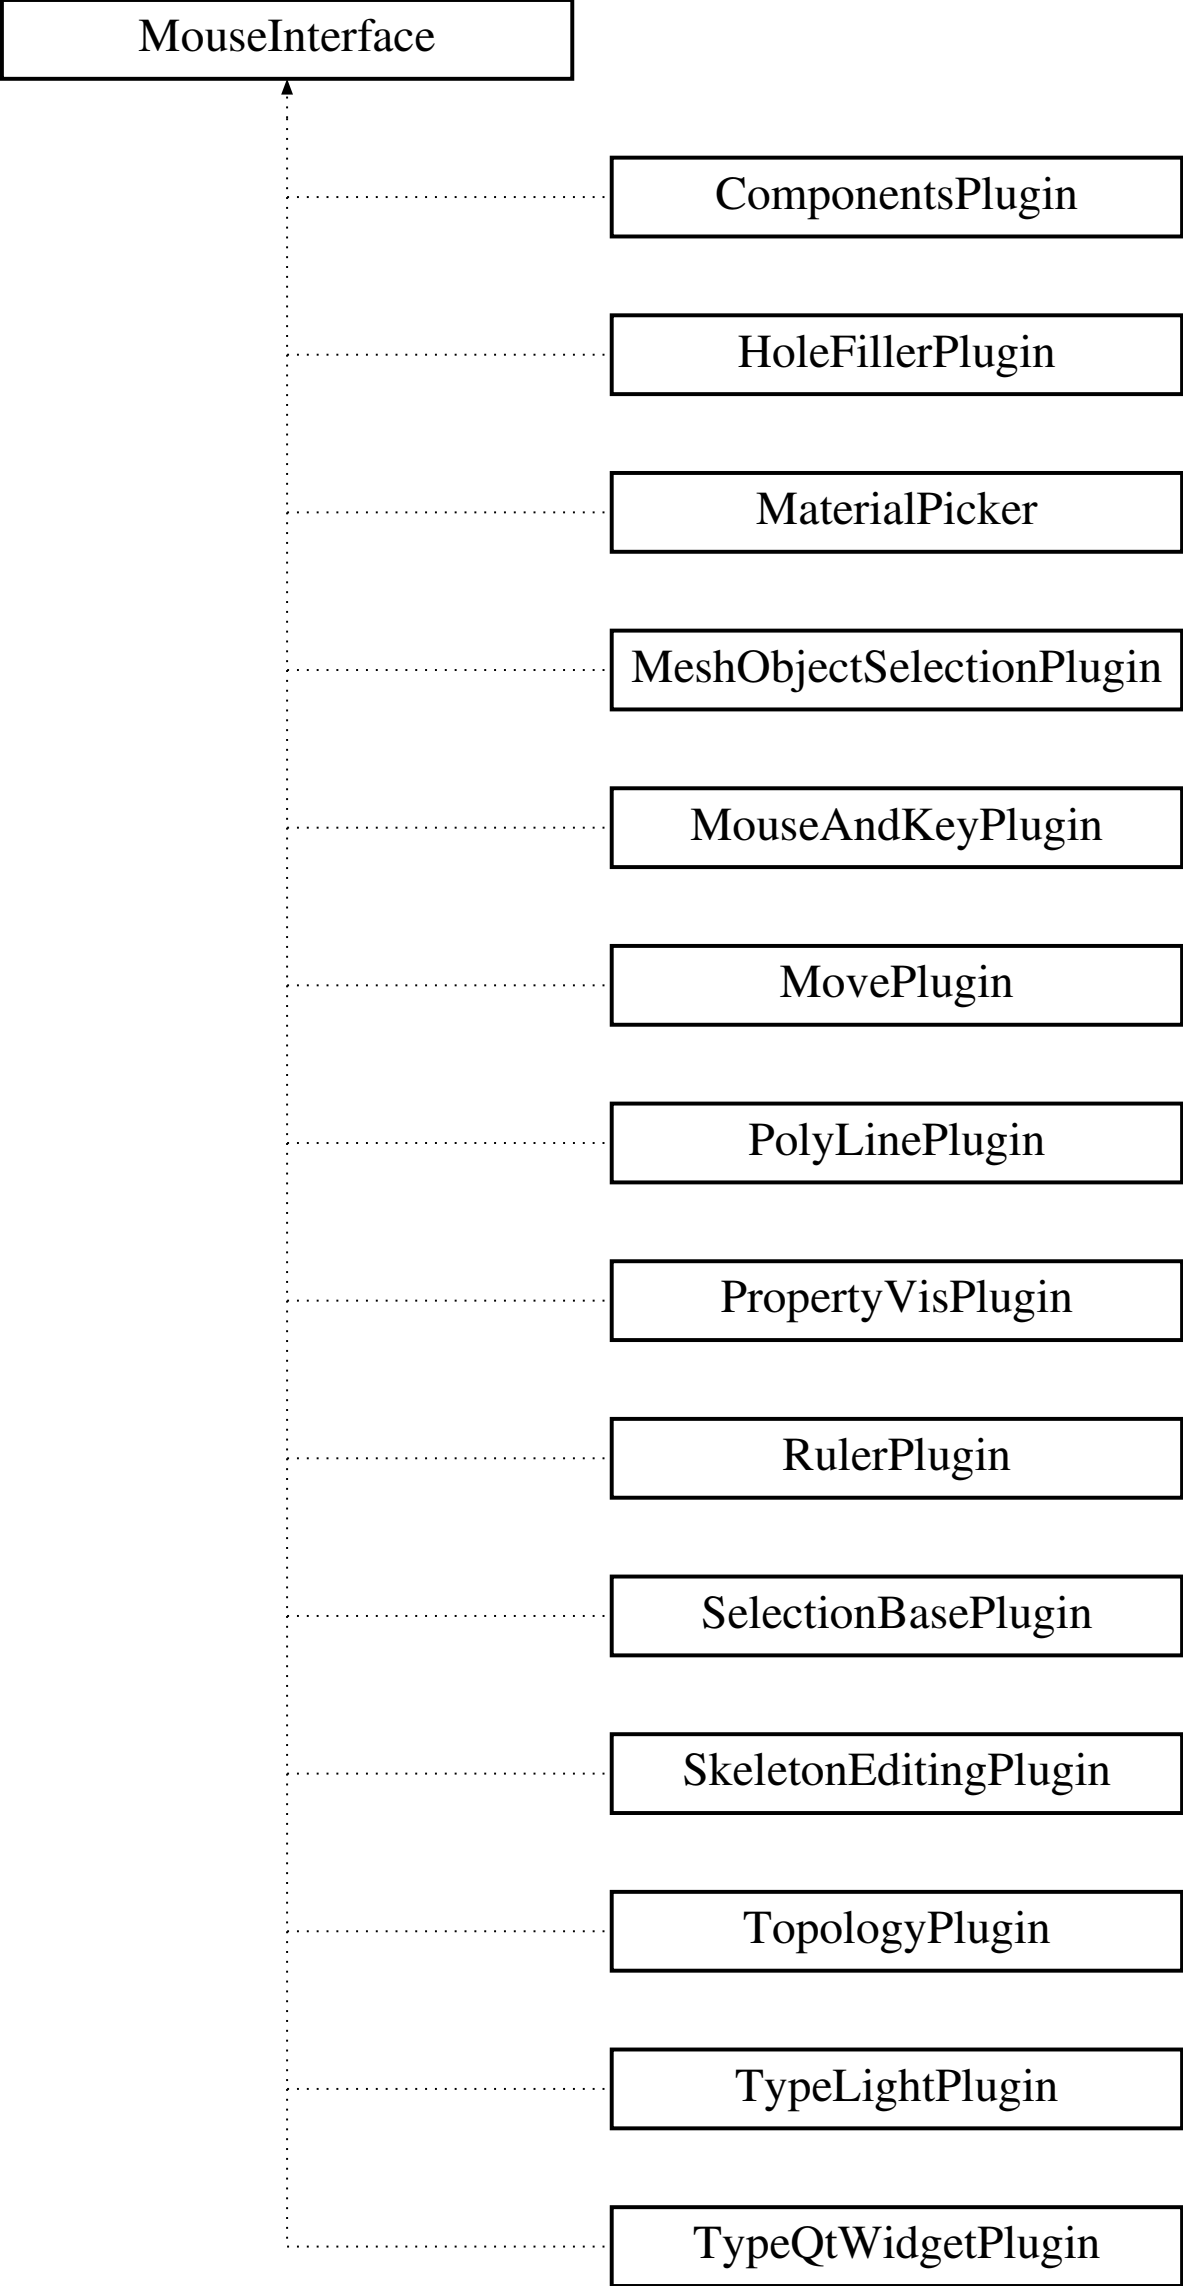 MouseInterface
ComponentsPlugin
HoleFillerPlugin
MaterialPicker
MeshObjectSelectionPlugin
MouseAndKeyPlugin
MovePlugin
PolyLinePlugin
PropertyVisPlugin
RulerPlugin
SelectionBasePlugin
SkeletonEditingPlugin
TopologyPlugin
TypeLightPlugin
TypeQtWidgetPlugin